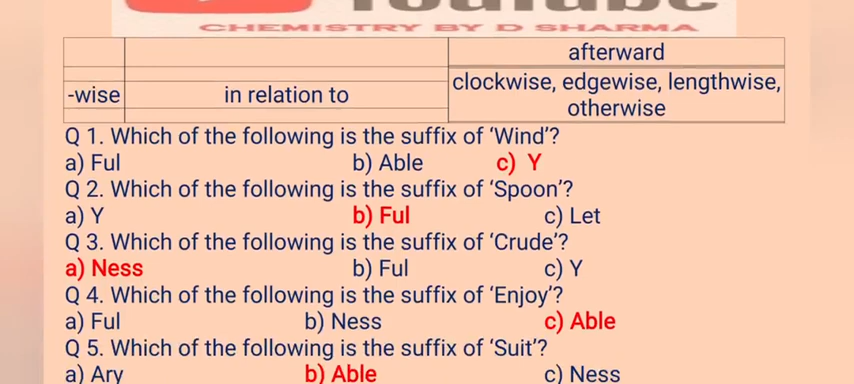 YouTube
CHEMISTRY BY D SHARMA
afterward
-wise in relation to clockwise, edgewise, lengthwise,
otherwise
Q 1. Which of the following is the suffix of ‘Wind’?
a) Ful b) Able c) Y
Q 2. Which of the following is the suffix of ‘Spoon’?
a) Y b) Ful c) Let
Q 3. Which of the following is the suffix of ‘Crude’?
a) Ness b) Ful c) Y
Q 4. Which of the following is the suffix of ‘Enjoy’?
a) Ful b) Ness c) Able
Q 5. Which of the following is the suffix of ‘Suit’?
a) Ary b) Able c) Ness